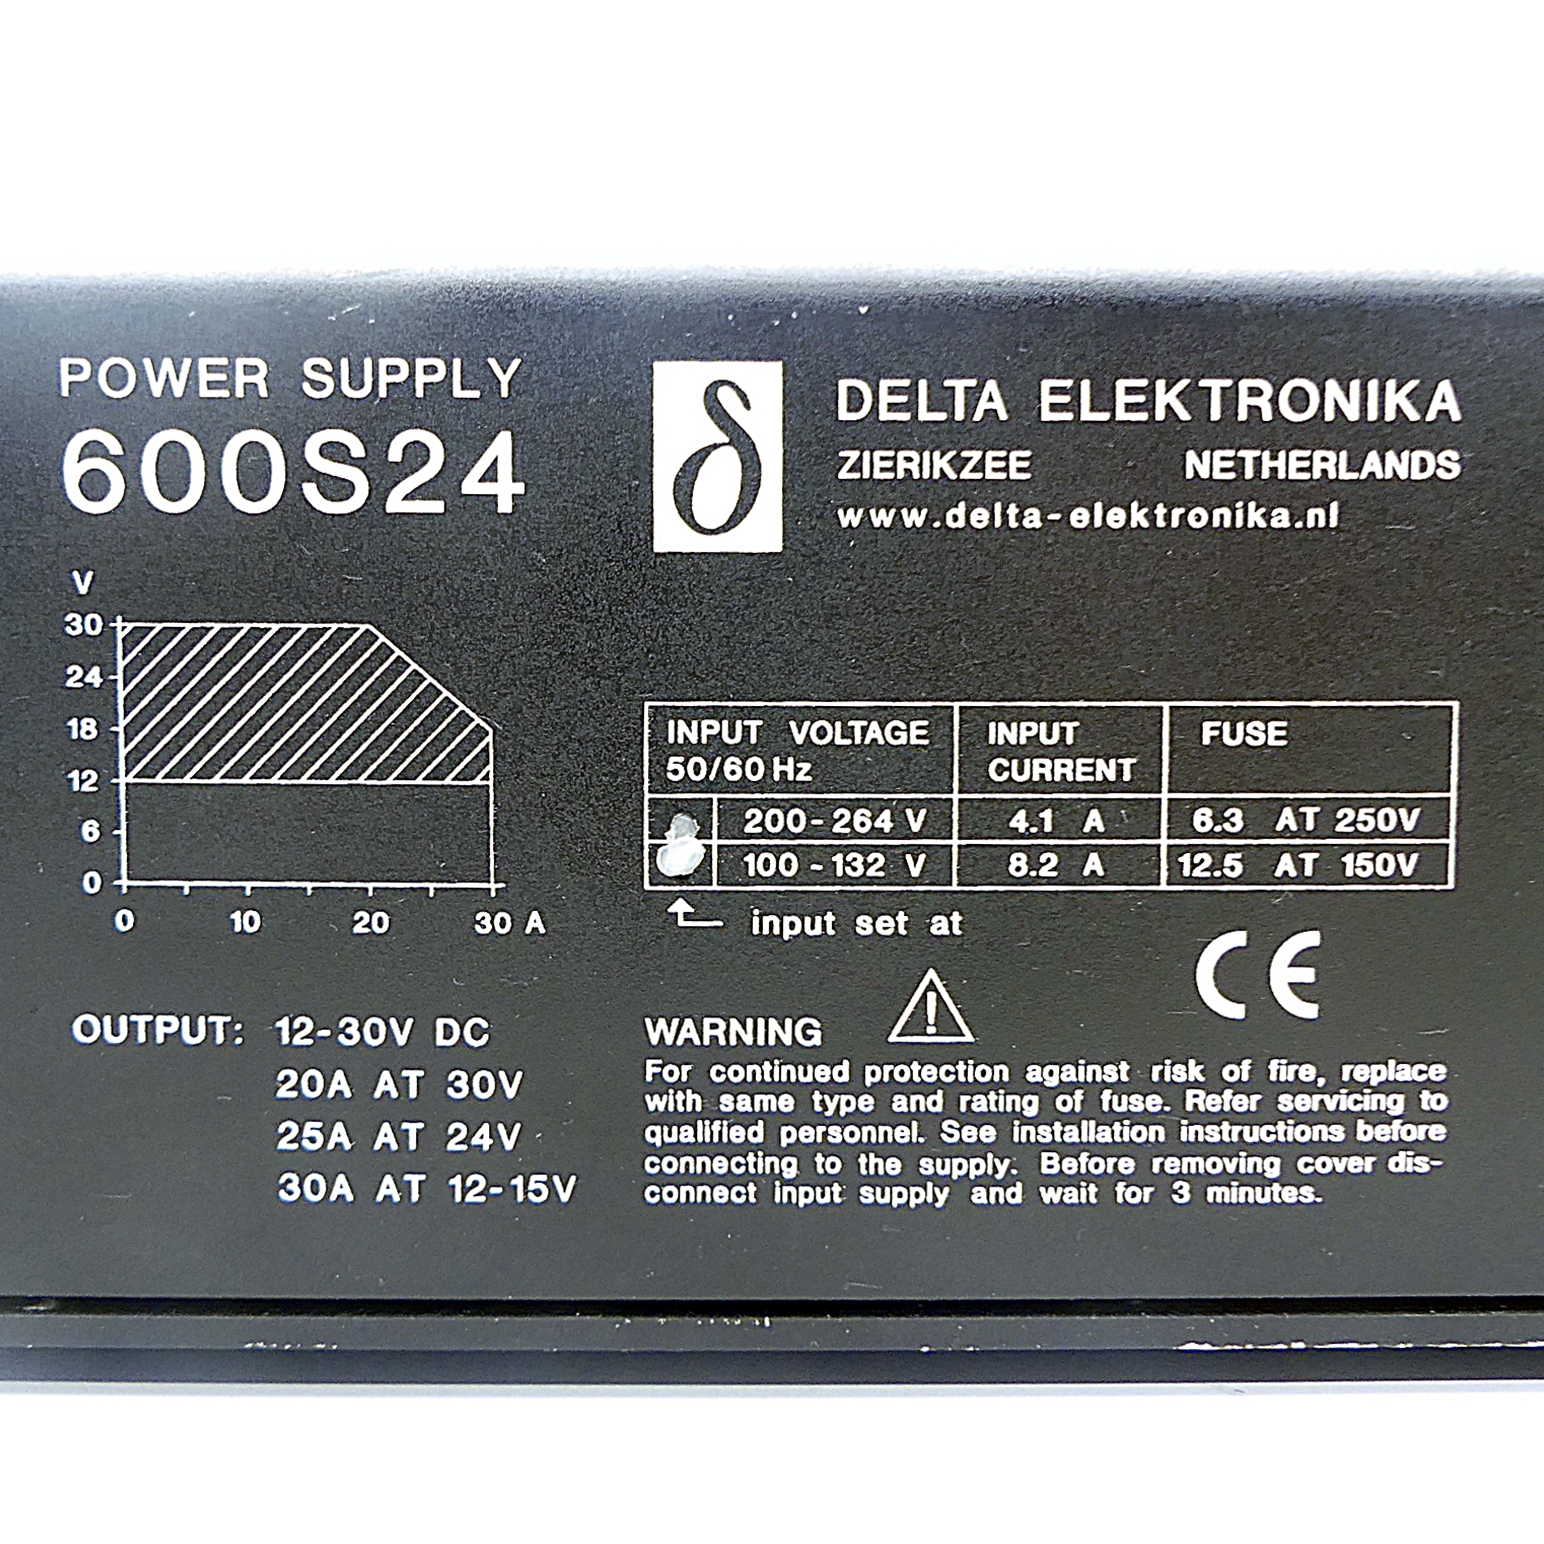 POWER SUPPLY
600S24
δ
DELTA ELEKTRONIKA
ZIERIKZEE NETHERLANDS
www.delta-elektronika.nl
V
30
24
18
12
6
0
0 10 20 30 A
OUTPUT: 12-30V DC
20A AT 30V
25A AT 24V
30A AT 12-15V
INPUT VOLTAGE INPUT FUSE
50/60 Hz CURRENT
200-264 V 4.1 A 6.3 AT 250V
100-132 V 8.2 A 12.5 AT 150V
input set at
CE
WARNING
For continued protection against risk of fire, replace
with same type and rating of fuse. Refer servicing to
qualified personnel. See installation instructions before
connecting to the supply. Before removing cover dis-
connect input supply and wait for 3 minutes.